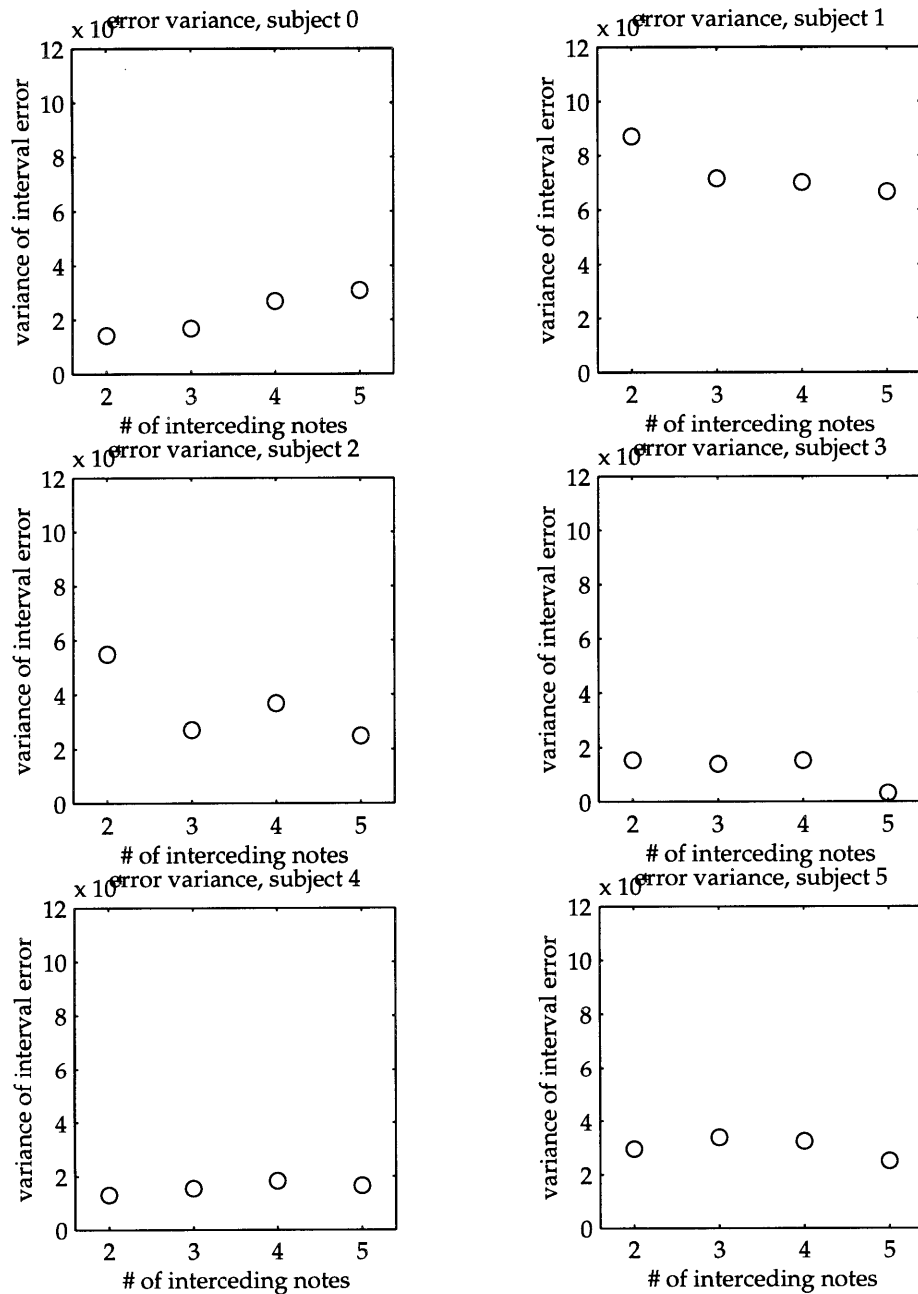 x 10
error variance, subject 0
12
10
8
6
4
2
0
variance of interval error
2 3 4 5
# of interceding notes
x 10
error variance, subject 1
12
10
8
6
4
2
0
variance of interval error
2 3 4 5
# of interceding notes
x 10
error variance, subject 2
12
10
8
6
4
2
0
variance of interval error
2 3 4 5
# of interceding notes
x 10
error variance, subject 3
12
10
8
6
4
2
0
variance of interval error
2 3 4 5
# of interceding notes
x 10
error variance, subject 4
12
10
8
6
4
2
0
variance of interval error
2 3 4 5
# of interceding notes
x 10
error variance, subject 5
12
10
8
6
4
2
0
variance of interval error
2 3 4 5
# of interceding notes